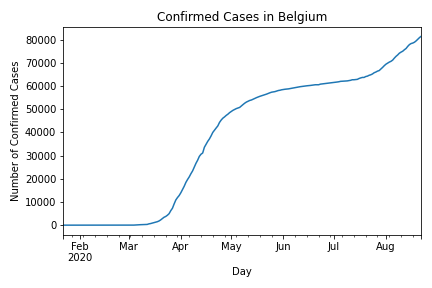 Confirmed Cases in Belgium
Number of Confirmed Cases
80000
70000
60000
50000
40000
30000
20000
10000
0
Feb Mar Apr May Jun Jul Aug
2020
Day